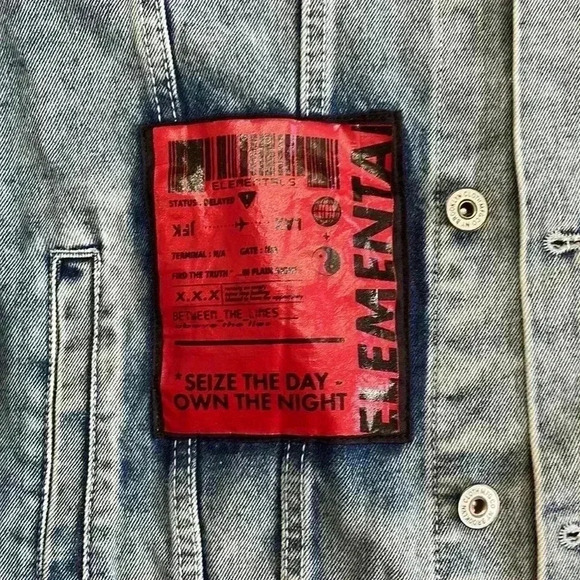 ELEMENTALS
STATUS : DELAYED
JFK LAX
TERMINAL : N/A GATE : N/A
FIND THE TRUTH " ...IN PLAIN SIGHT"
X.X.X
BETWEEN THE LINES
*SEIZE THE DAY -
OWN THE NIGHT
ELEMENTAL